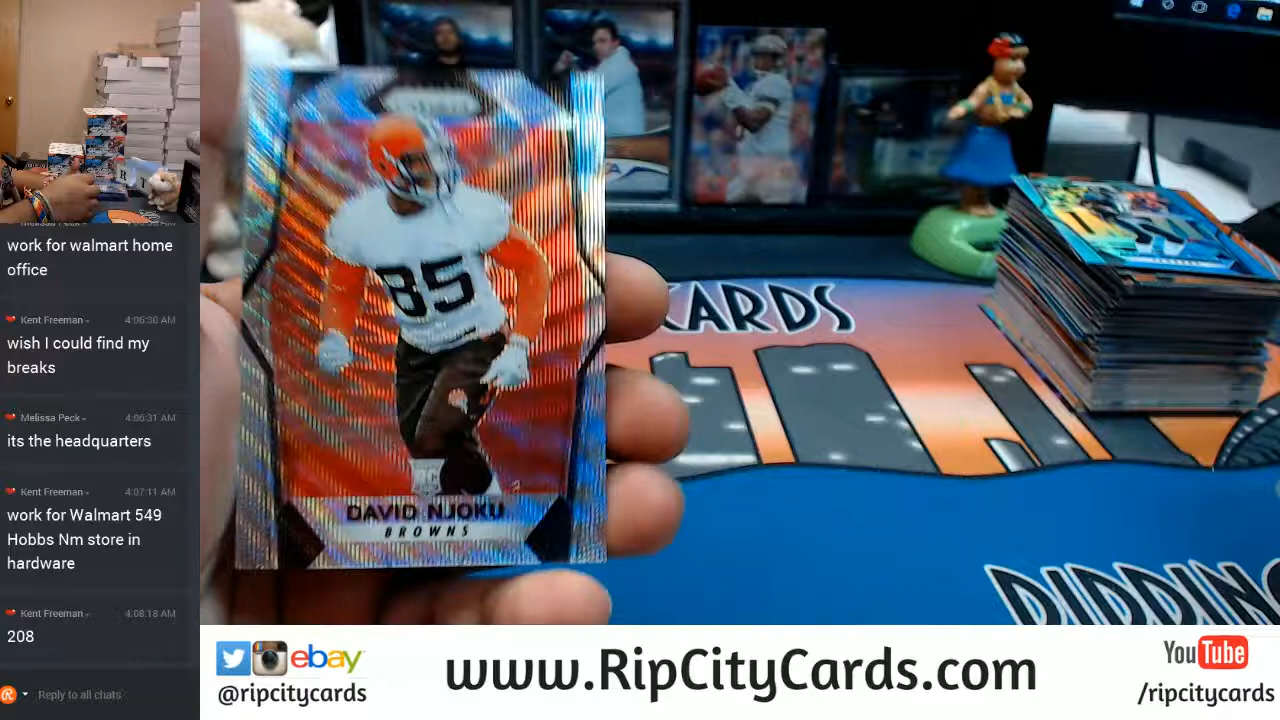 work for walmart home
office
Kent Freeman 4:06:30 AM
wish I could find my
breaks
Melissa Peck 4:06:31 AM
its the headquarters
Kent Freeman 4:07:11 AM
work for Walmart 549
Hobbs Nm store in
hardware
Kent Freeman 4:08:18 AM
208
Reply to all chats
85
RC
DAVID NJOKU
BROWNS
CARDS
ebay
@ripcitycards
www.RipCityCards.com
YouTube
/ripcitycards